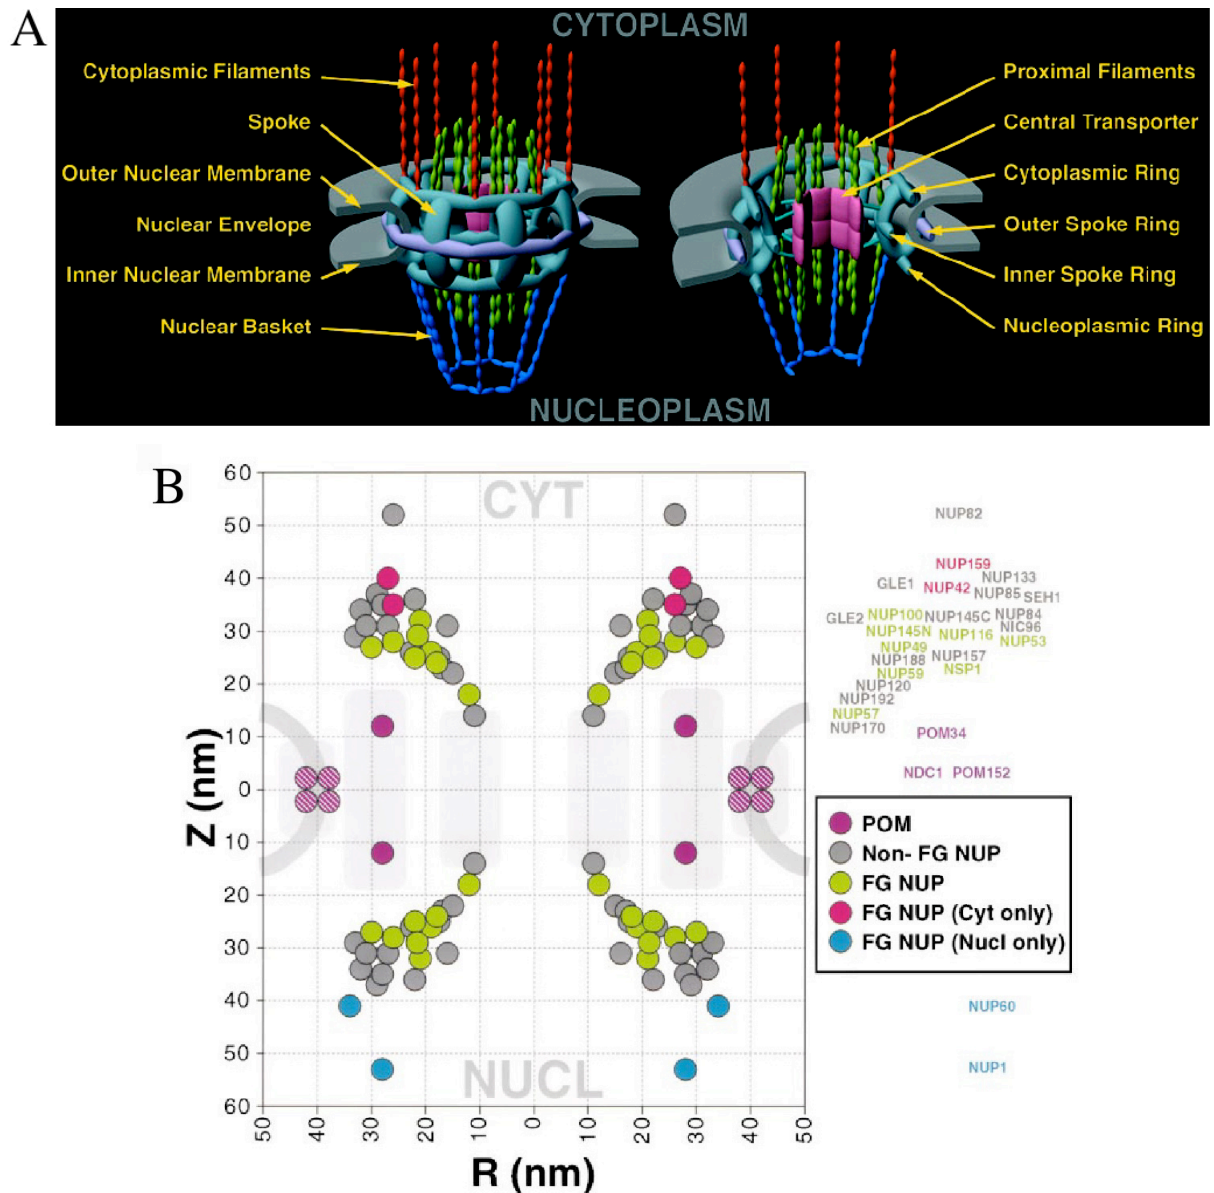 A
CYTOPLASM
Cytoplasmic Filaments
Spoke
Outer Nuclear Membrane
Nuclear Envelope
Inner Nuclear Membrane
Nuclear Basket
Proximal Filaments
Central Transporter
Cytoplasmic Ring
Outer Spoke Ring
Inner Spoke Ring
Nucleoplasmic Ring
NUCLEOPLASM
B
CYT
NUCL
Z (nm)
60
50
40
30
20
10
0
10
20
30
40
50
60
50
40
30
20
10
0
10
20
30
40
50
R (nm)
NUP82
NUP159
GLE1 NUP42 NUP133
NUP85 SEH1
GLE2 NUP100 NUP145C NUP84
NUP145N NUP116 NIC96
NUP53
NUP49
NUP188 NUP157
NUP59 NSP1
NUP120
NUP192
NUP57
NUP170
POM34
NDC1 POM152
POM
Non- FG NUP
FG NUP
FG NUP (Cyt only)
FG NUP (Nucl only)
NUP60
NUP1